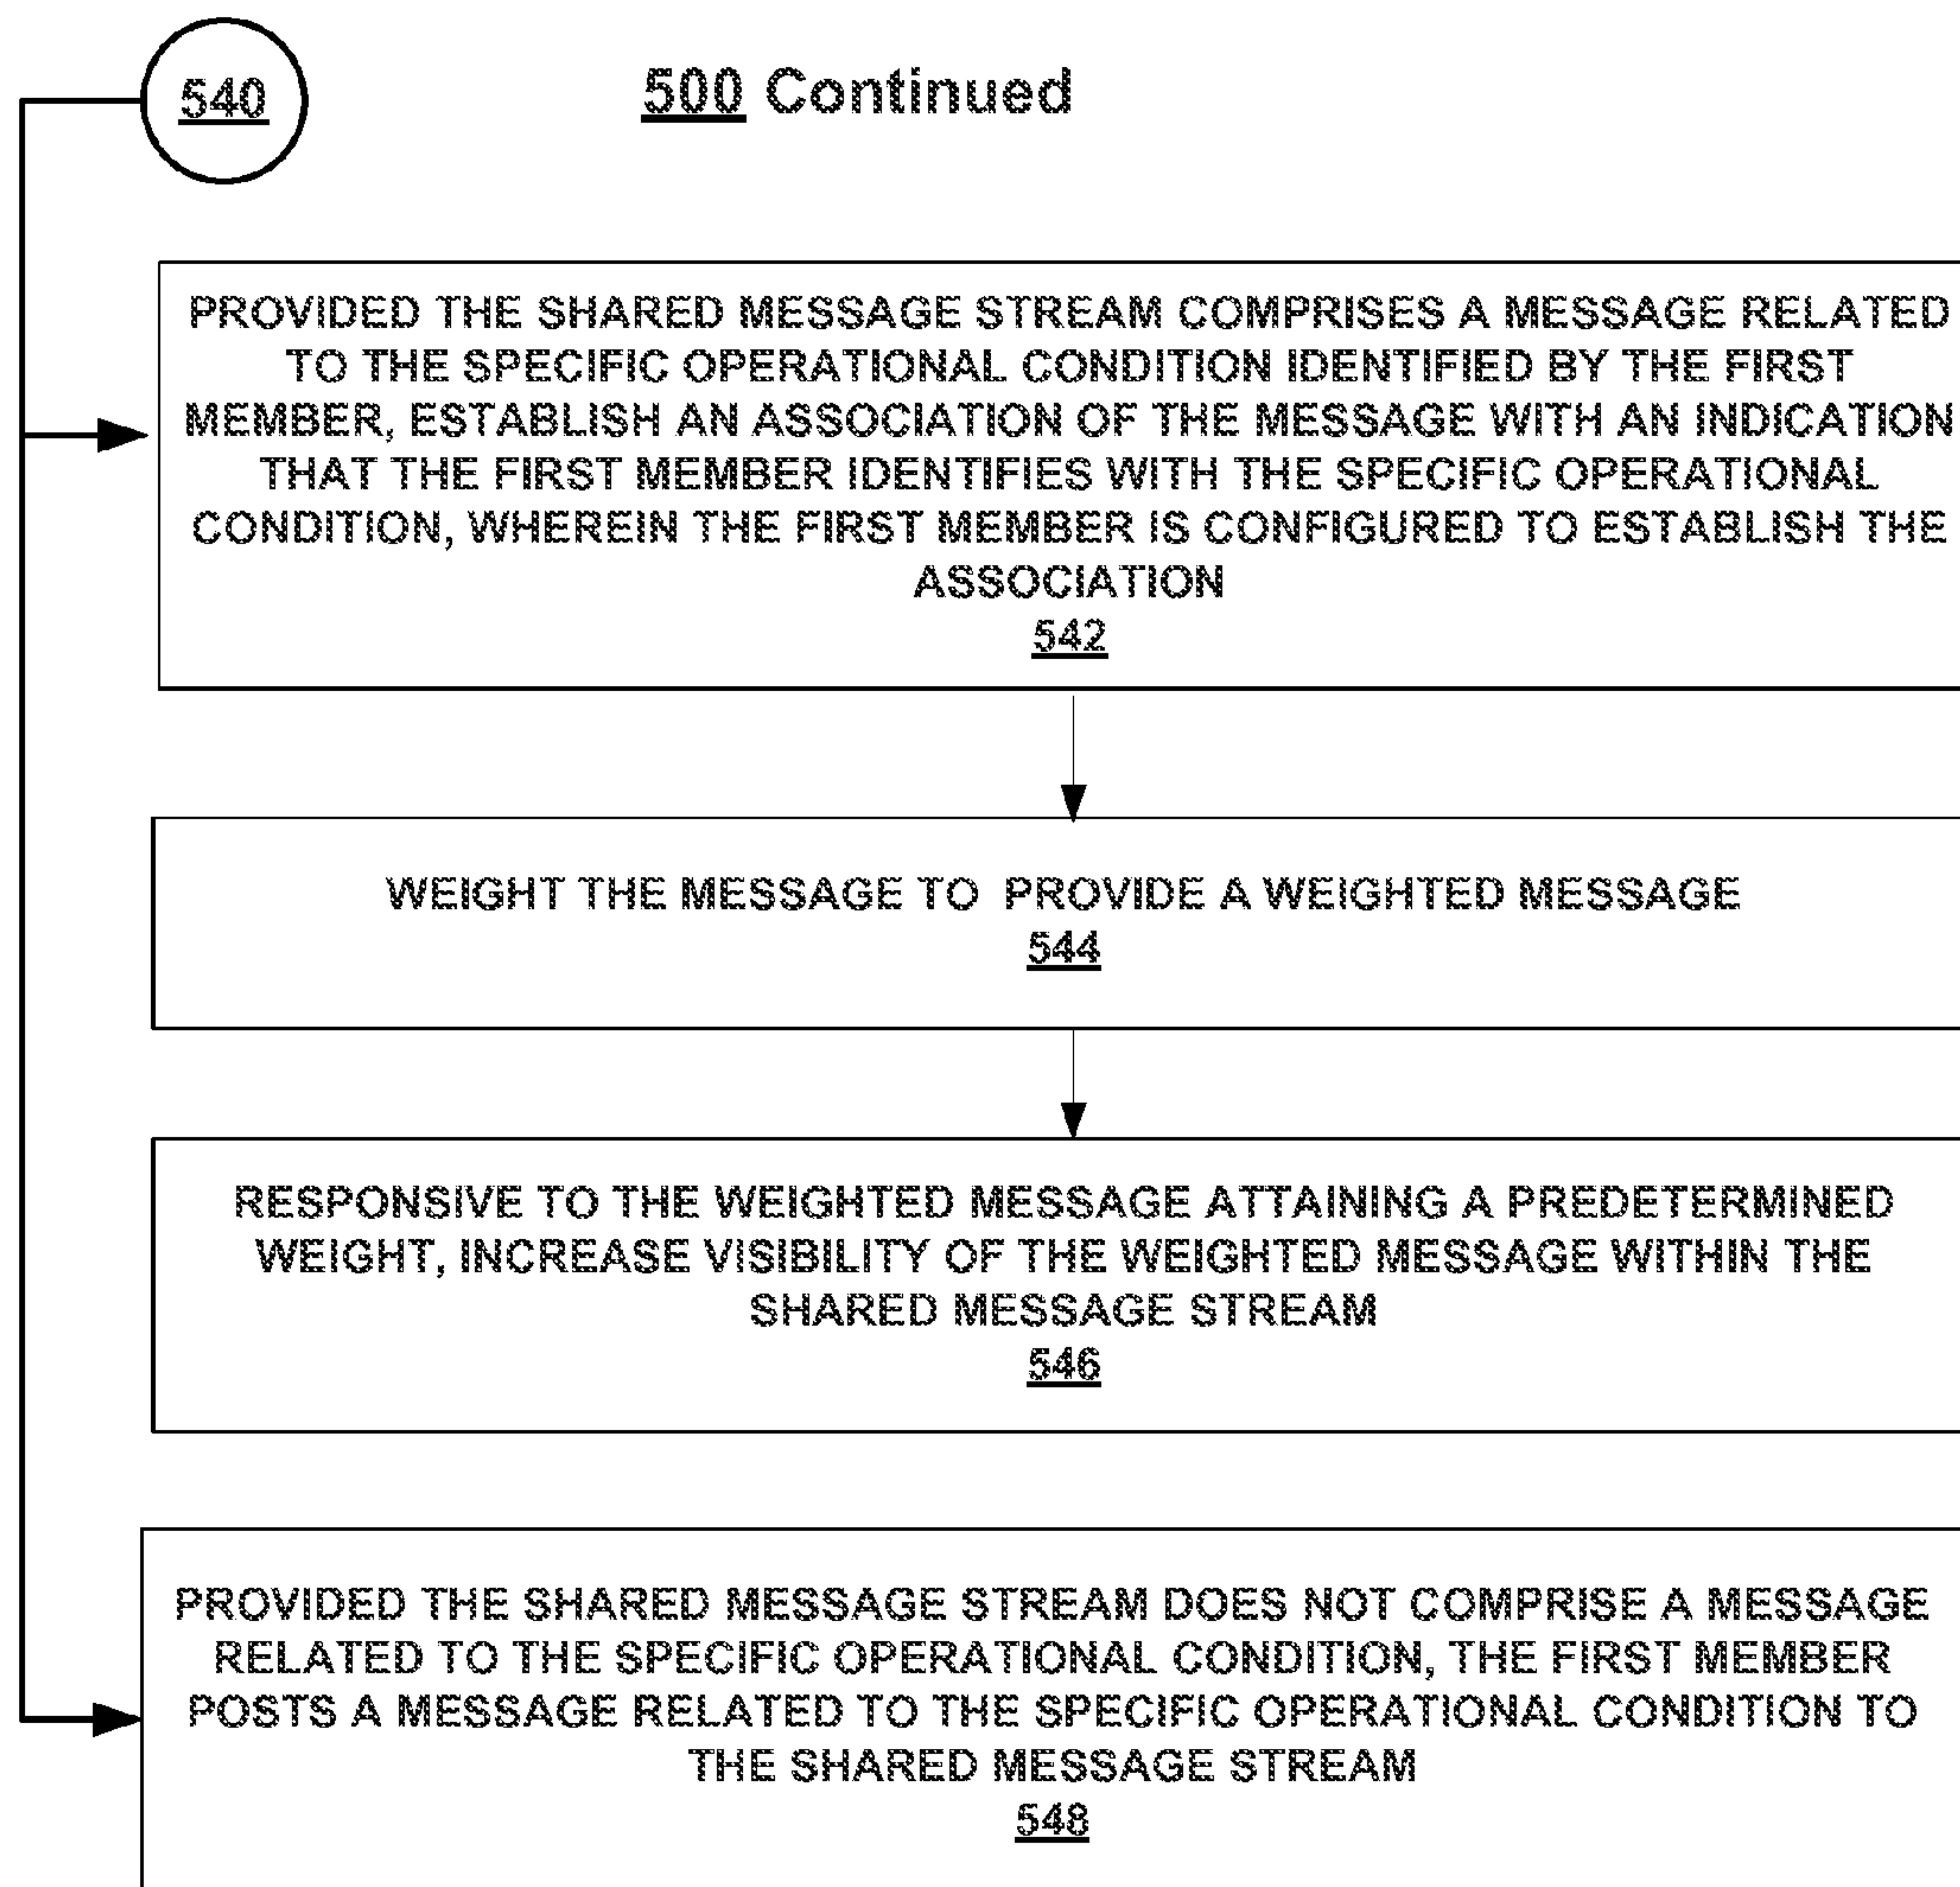 540
500 Continued
PROVIDED THE SHARED MESSAGE STREAM COMPRISES A MESSAGE RELATED
TO THE SPECIFIC OPERATIONAL CONDITION IDENTIFIED BY THE FIRST
MEMBER, ESTABLISH AN ASSOCIATION OF THE MESSAGE WITH AN INDICATION
THAT THE FIRST MEMBER IDENTIFIES WITH THE SPECIFIC OPERATIONAL
CONDITION, WHEREIN THE FIRST MEMBER IS CONFIGURED TO ESTABLISH THE
ASSOCIATION
542
WEIGHT THE MESSAGE TO PROVIDE A WEIGHTED MESSAGE
544
RESPONSIVE TO THE WEIGHTED MESSAGE ATTAINING A PREDETERMINED
WEIGHT, INCREASE VISIBILITY OF THE WEIGHTED MESSAGE WITHIN THE
SHARED MESSAGE STREAM
546
PROVIDED THE SHARED MESSAGE STREAM DOES NOT COMPRISE A MESSAGE
RELATED TO THE SPECIFIC OPERATIONAL CONDITION, THE FIRST MEMBER
POSTS A MESSAGE RELATED TO THE SPECIFIC OPERATIONAL CONDITION TO
THE SHARED MESSAGE STREAM
548